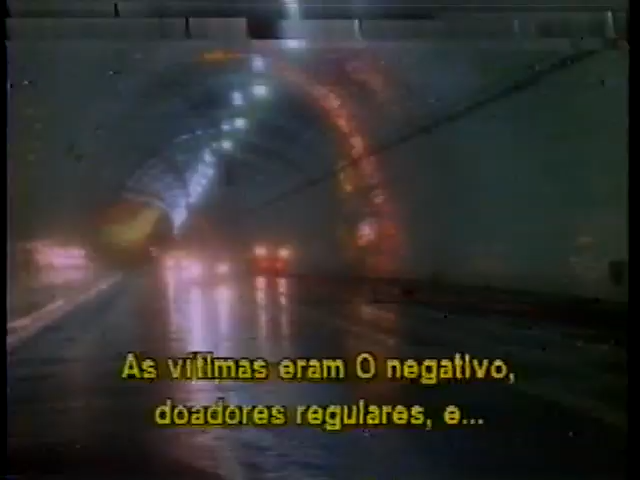 As vítimas eram O negativo,
doadores regulares, e...